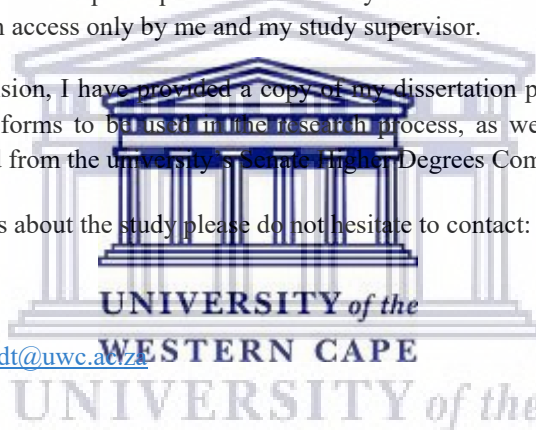 n access only by me and my study supervisor.
sion, I have provided a copy of my dissertation p
forms to be used in the research process, as we
d from the university's Senate Higher Degrees Com
s about the study please do not hesitate to contact:
UNIVERSITY of the
dt@uwc.ac.za
WESTERN CAPE
UNIVERSITY of the